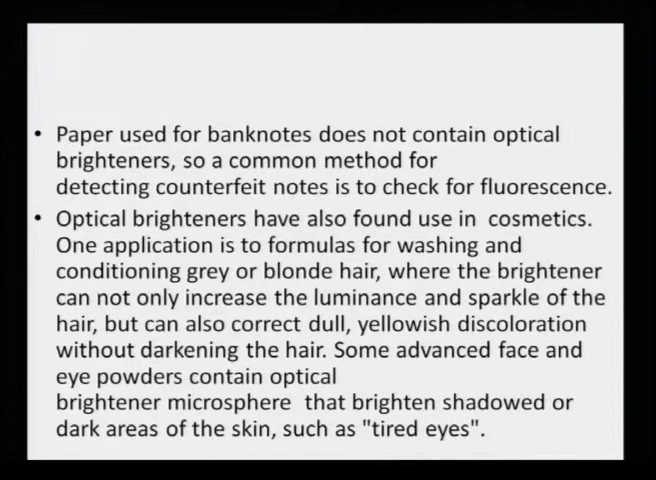 • Paper used for banknotes does not contain optical
brighteners, so a common method for
detecting counterfeit notes is to check for fluorescence.
• Optical brighteners have also found use in  cosmetics.
One application is to formulas for washing and
conditioning grey or blonde hair, where the brightener
can not only increase the luminance and sparkle of the
hair, but can also correct dull, yellowish discoloration
without darkening the hair. Some advanced face and
eye powders contain optical
brightener microsphere  that brighten shadowed or
dark areas of the skin, such as "tired eyes".